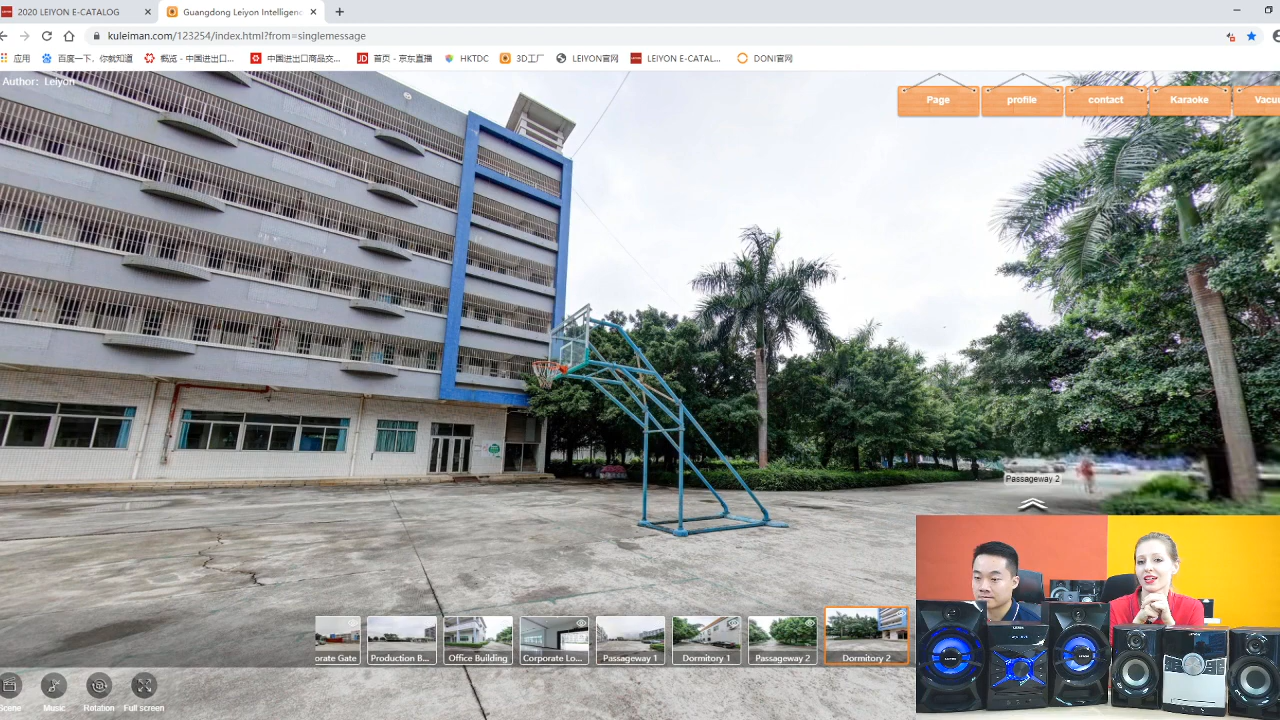 2020 LEIYON E-CATALOG
Guangdong Leiyon Intelligenc
kuleiman.com/123254/index.html?from=singlemessage
应用
百度一下，你就知道
概览 - 中国进出口...
中国进出口商品交...
JD 首页 - 京东直播
HKTDC
3D工厂
LEIYON官网
LEIYON E-CATAL...
DONI官网
Author: Leiyon
Page
profile
contact
Karaoke
Vacu
Passageway 2
orate Gate
Production B...
Office Building
Corporate Lo...
Passageway 1
Dormitory 1
Passageway 2
Dormitory 2
Scene
Music
Rotation
Full screen